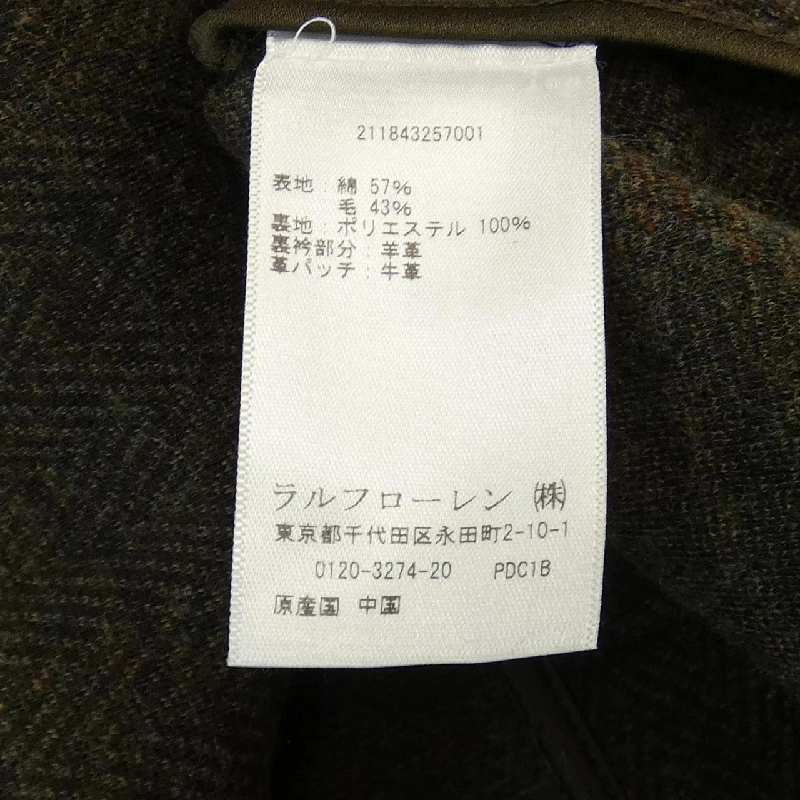 211843257001
表地:綿 57%
毛 43%
裏地:ポリエステル 100%
裏衿部分:羊革
革パッチ:牛革
ラルフローレン ㈱
東京都千代田区永田町2-10-1
0120-3274-20 PDC1B
原産国 中国